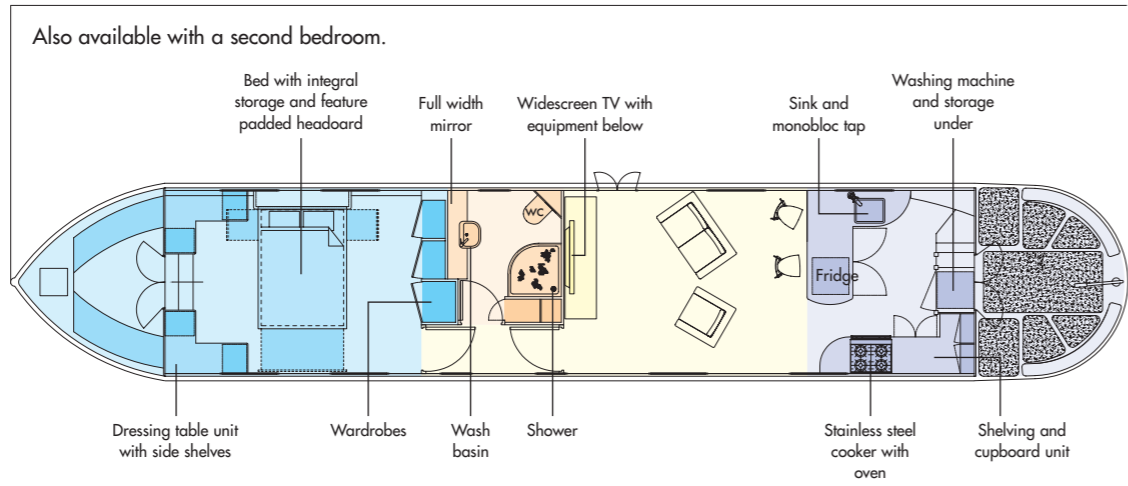 Also available with a second bedroom.
Bed with integral
storage and feature
padded headoard
Full width
mirror
Widescreen TV with
equipment below
Sink and
monobloc tap
Washing machine
and storage
under
WC
Fridge
Dressing table unit
with side shelves
Wardrobes
Wash
basin
Shower
Stainless steel
cooker with
oven
Shelving and
cupboard unit